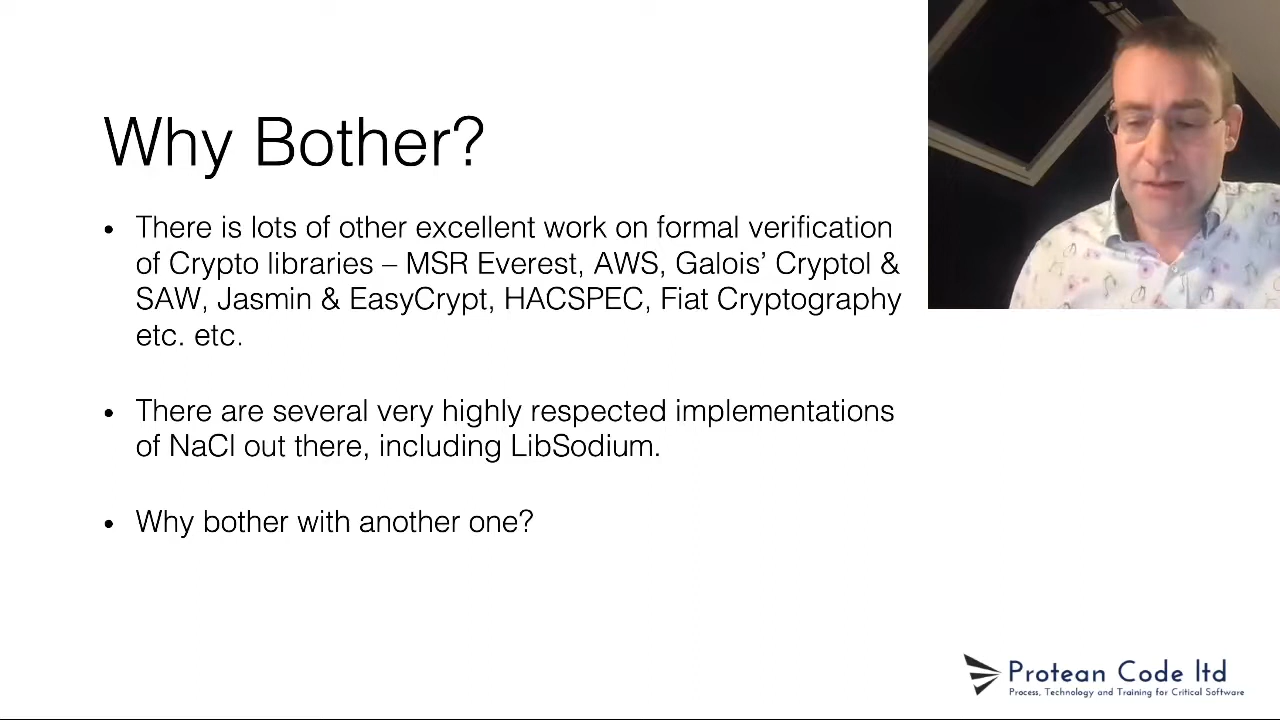 Why Bother?
• There is lots of other excellent work on formal verification
of Crypto libraries – MSR Everest, AWS, Galois’ Cryptol &
SAW, Jasmin & EasyCrypt, HACSPEC, Fiat Cryptography
etc. etc.
• There are several very highly respected implementations
of NaCl out there, including LibSodium.
• Why bother with another one?
Protean Code ltd
Process, Technology and Training for Critical Software